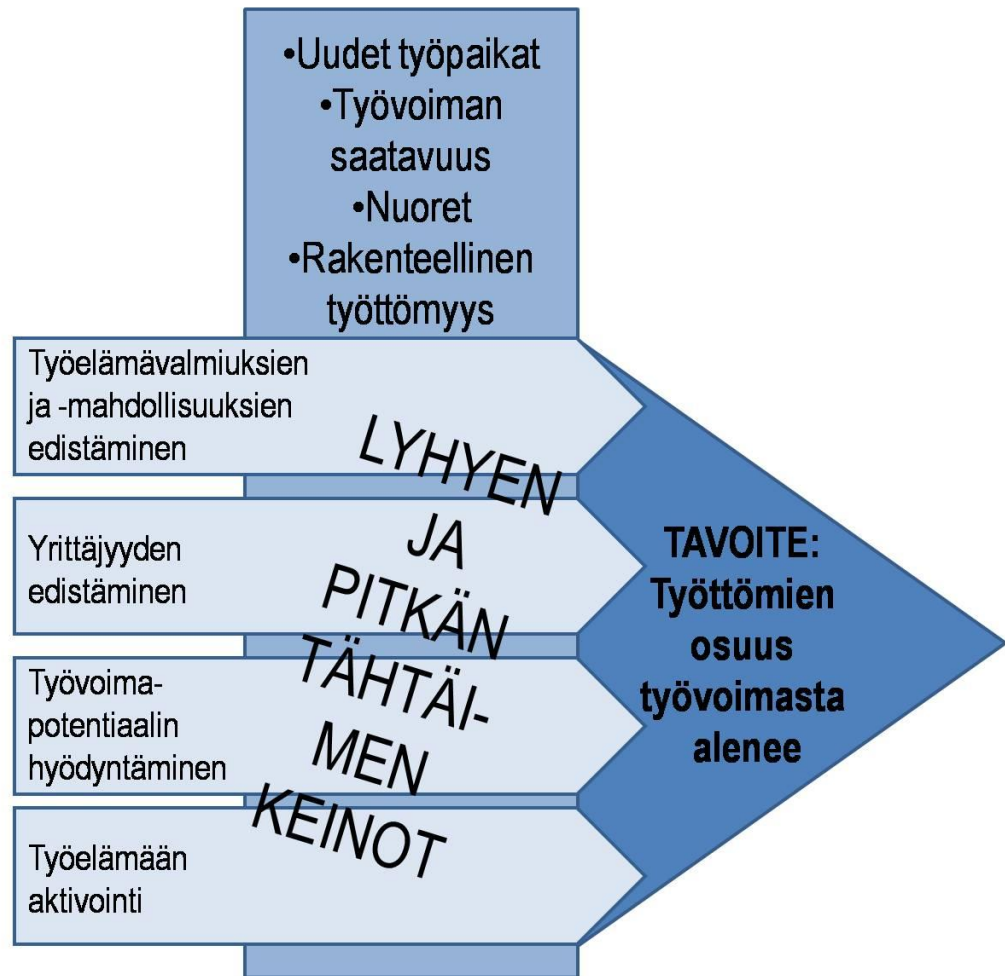 •Uudet työpaikat
•Työvoiman
saatavuus
•Nuoret
•Rakenteellinen
työttömyys
Työelämävalmiuksien
ja -mahdollisuuksien
edistäminen
Yrittäjyyden
edistäminen
Työvoima-
potentiaalin
hyödyntäminen
Työelämään
aktivointi
LYHYEN
JA
PITKÄN
TÄHTÄI-
MEN
KEINOT
TAVOITE:
Työttömien
osuus
työvoimasta
alenee